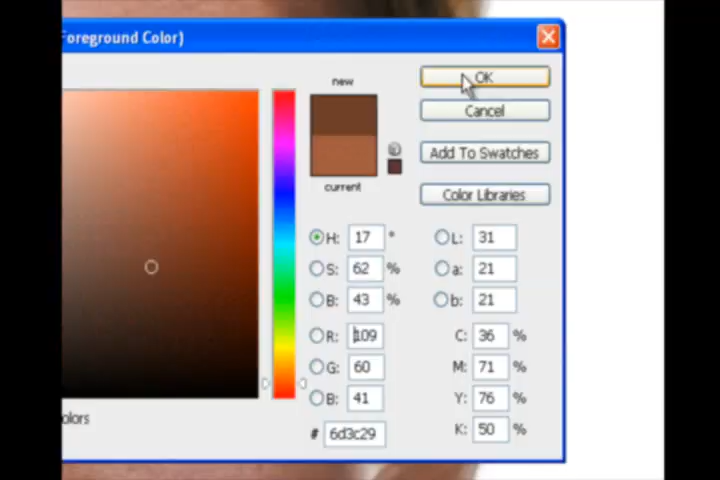 Foreground Color)
new
OK
Cancel
Add To Swatches
current
Color Libraries
H: 17 ° L: 31
S: 62 % a: 21
B: 43 % b: 21
R: 109 C: 36 %
G: 60 M: 71 %
B: 41 Y: 76 %
olors
# 6d3c29 K: 50 %